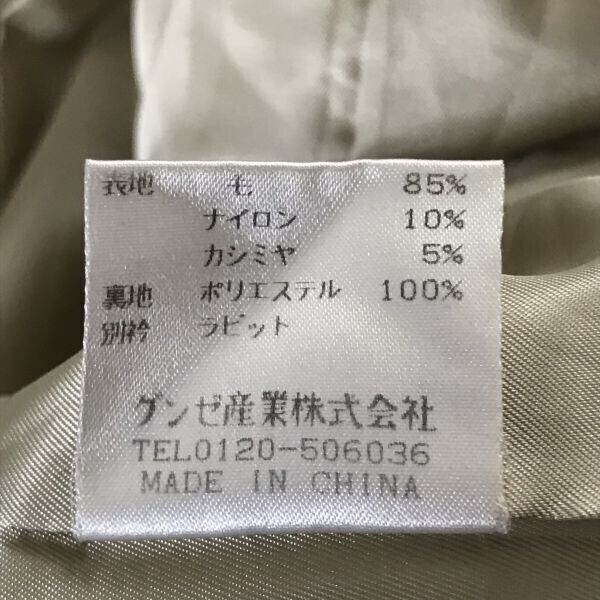 表地 毛 85%
ナイロン 10%
カシミヤ 5%
裏地 ポリエステル 100%
別衿 ラビット
グンゼ産業株式会社
TEL0120-506036
MADE IN CHINA